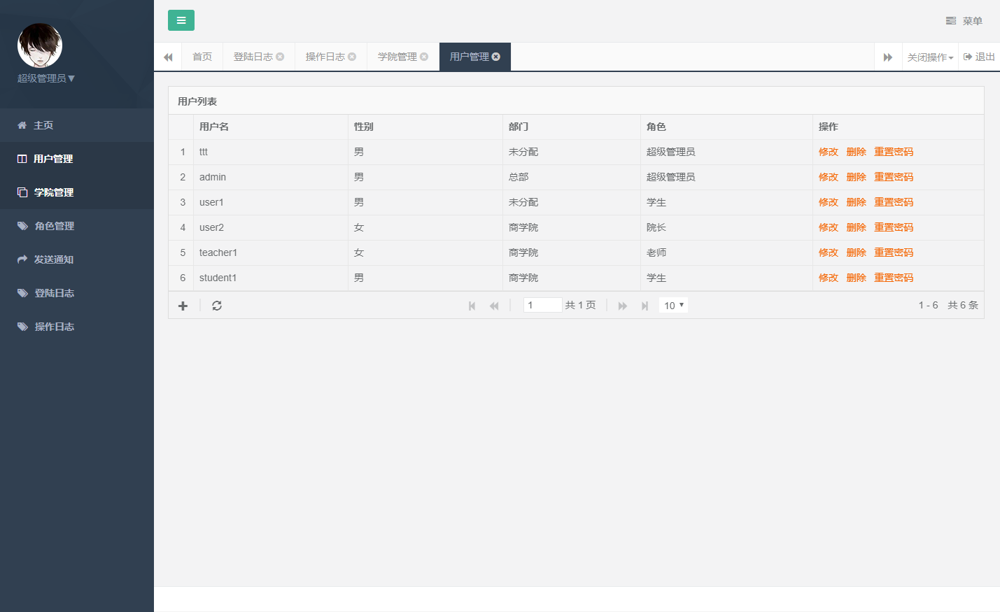 菜单
首页 登陆日志 操作日志 学院管理 用户管理 关闭操作 退出
超级管理员▼
主页
用户管理
学院管理
角色管理
发送通知
登陆日志
操作日志
用户列表
用户名 性别 部门 角色 操作
1 ttt 男 未分配 超级管理员 修改 删除 重置密码
2 admin 男 总部 超级管理员 修改 删除 重置密码
3 user1 男 未分配 学生 修改 删除 重置密码
4 user2 女 商学院 院长 修改 删除 重置密码
5 teacher1 女 商学院 老师 修改 删除 重置密码
6 student1 男 商学院 学生 修改 删除 重置密码
1 共 1 页 10 1 - 6 共 6 条